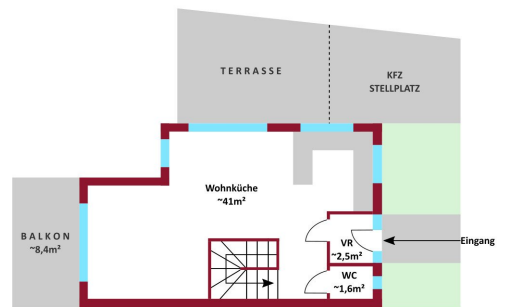 TERRASSE
KFZ
STELLPLATZ
Wohnküche
~41m²
BALKON
~8,4m²
VR
~2,5m²
Eingang
WC
~1,6m²